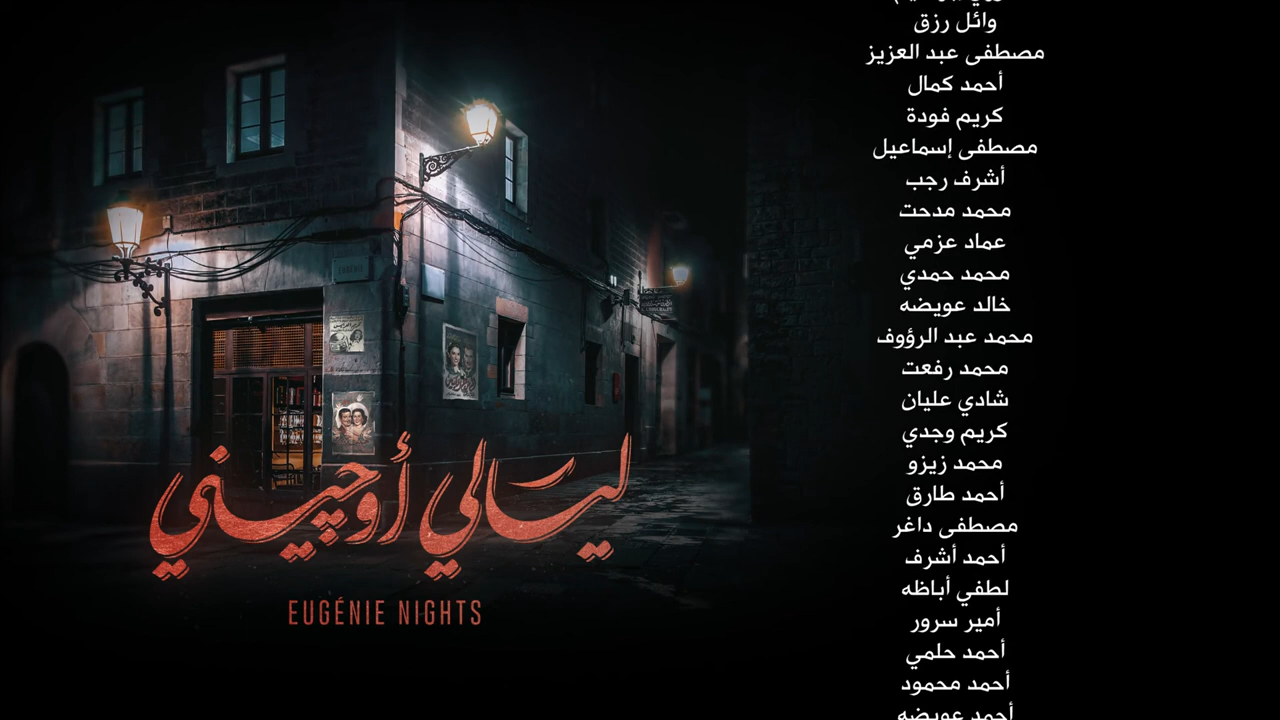 وائل رزق
مصطفى عبد العزيز
أحمد كمال
كريم فودة
مصطفى إسماعيل
أشرف رجب
محمد مدحت
عماد عزمي
محمد حمدي
خالد عويضه
محمد عبد الرؤوف
محمد رفعت
شادي عليان
كريم وجدي
محمد زيزو
أحمد طارق
مصطفى داغر
أحمد أشرف
لطفي أباظه
أمير سرور
أحمد حلمي
أحمد محمود
أحمد عويضه
ليالي أوچيني
EUGÉNIE NIGHTS